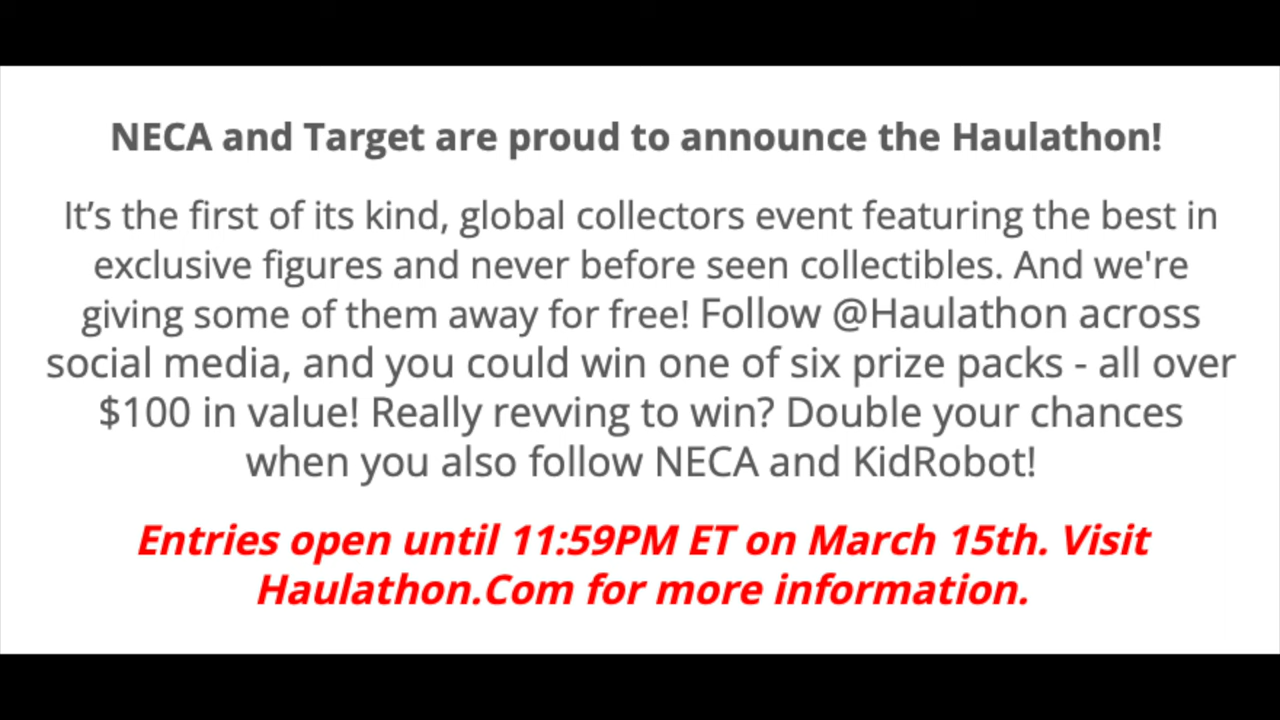 NECA and Target are proud to announce the Haulathon!
It’s the first of its kind, global collectors event featuring the best in
exclusive figures and never before seen collectibles. And we're
giving some of them away for free! Follow @Haulathon across
social media, and you could win one of six prize packs - all over
$100 in value! Really revving to win? Double your chances
when you also follow NECA and KidRobot!
Entries open until 11:59PM ET on March 15th. Visit
Haulathon.Com for more information.